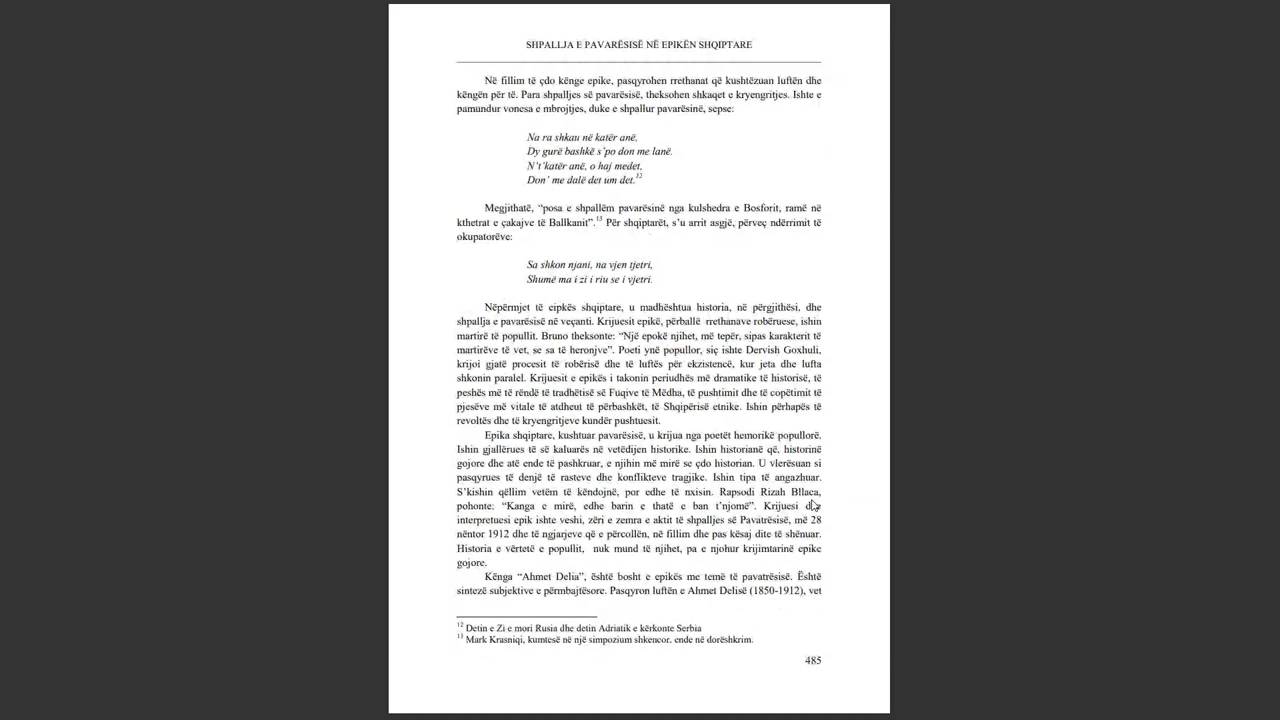 SHPALLJA E PAVARËSISË NË EPIKËN SHQIPTARE
Në fillim të çdo kënge epike, pasqyrohen rrethanat që kushtëzuan luftën dhe
këngën për të. Para shpalljes së pavarësisë, theksohen shkaqet e kryengritjes. Ishte e
pamundur vonesa e mbrojtjes, duke e shpallur pavarësinë, sepse:
Na ra shkau në katër anë,
Dy gurë bashkë s’po don me lanë.
N’t’katër anë, o haj medet,
Don’ me dalë det um det.12
Megjithatë, “posa e shpallëm pavarësinë nga kulshedra e Bosforit, ramë në
kthetrat e çakajve të Ballkanit”.13 Për shqiptarët, s’u arrit asgjë, përveç ndërrimit të
okupatorëve:
Sa shkon njani, na vjen tjetri,
Shumë ma i zi i riu se i vjetri.
Nëpërmjet të eipkës shqiptare, u madhështua historia, në përgjithësi, dhe
shpallja e pavarësisë në veçanti. Krijuesit epikë, përballë rrethanave robëruese, ishin
martirë të popullit. Bruno theksonte: “Një epokë njihet, më tepër, sipas karakterit të
martirëve të vet, se sa të heronjve”. Poeti ynë popullor, siç ishte Dervish Goxhuli,
krijoi gjatë procesit të robërisë dhe të luftës për ekzistencë, kur jeta dhe lufta
shkonin paralel. Krijuesit e epikës i takonin periudhës më dramatike të historisë, të
peshës më të rëndë të tradhëtisë së Fuqive të Mëdha, të pushtimit dhe të copëtimit të
pjesëve më vitale të atdheut të përbashkët, të Shqipërisë etnike. Ishin përhapës të
revoltës dhe të kryengritjeve kundër pushtuesit.
Epika shqiptare, kushtuar pavarësisë, u krijua nga poetët hemorikë popullorë.
Ishin gjallërues të së kaluarës në vetëdijen historike. Ishin historianë që, historinë
gojore dhe atë ende të pashkruar, e njihin më mirë se çdo historian. U vlerësuan si
pasqyrues të denjë të rasteve dhe konflikteve tragjike. Ishin tipa të angazhuar.
S’kishin qëllim vetëm të këndojnë, por edhe të nxisin. Rapsodi Rizah Bllaca,
pohonte: “Kanga e mirë, edhe barin e thatë e ban t’njomë”. Krijuesi dhe
interpretuesi epik ishte veshi, zëri e zemra e aktit të shpalljes së Pavatrësisë, më 28
nëntor 1912 dhe të ngjarjeve që e përcollën, në fillim dhe pas kësaj dite të shënuar.
Historia e vërtetë e popullit, nuk mund të njihet, pa e njohur krijimtarinë epike
gojore.
Kënga “Ahmet Delia”, është bosht e epikës me temë të pavatrësisë. Është
sintezë subjektive e përmbajtësore. Pasqyron luftën e Ahmet Delisë (1850-1912), vet
12 Detin e Zi e mori Rusia dhe detin Adriatik e kërkonte Serbia
13 Mark Krasniqi, kumtesë në një simpozium shkencor, ende në dorëshkrim.
485